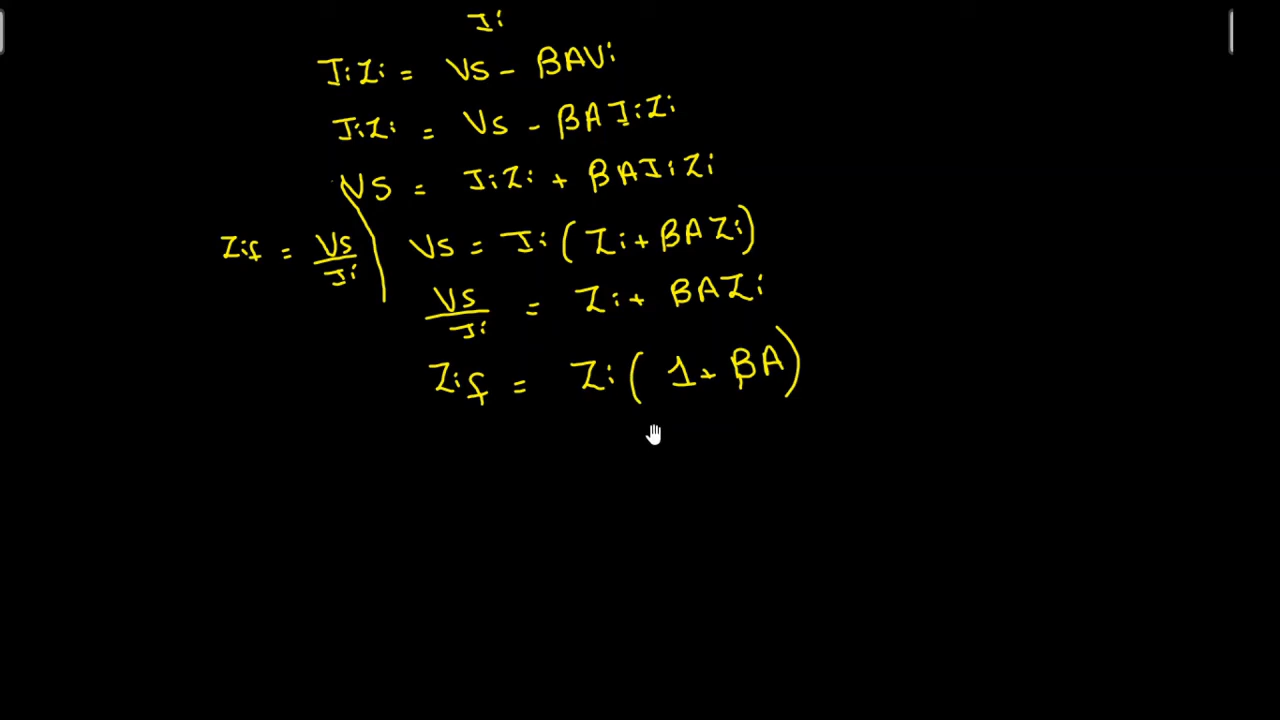 Ii
IiZi = Vs - βAVi
IiZi = Vs - βAIiZi
Vs = IiZi + βAIiZi
Zif = Vs/Ii Vs = Ii (Zi + βAZi)
Vs/Ii = Zi + βAZi
Zif = Zi (1 + βA)